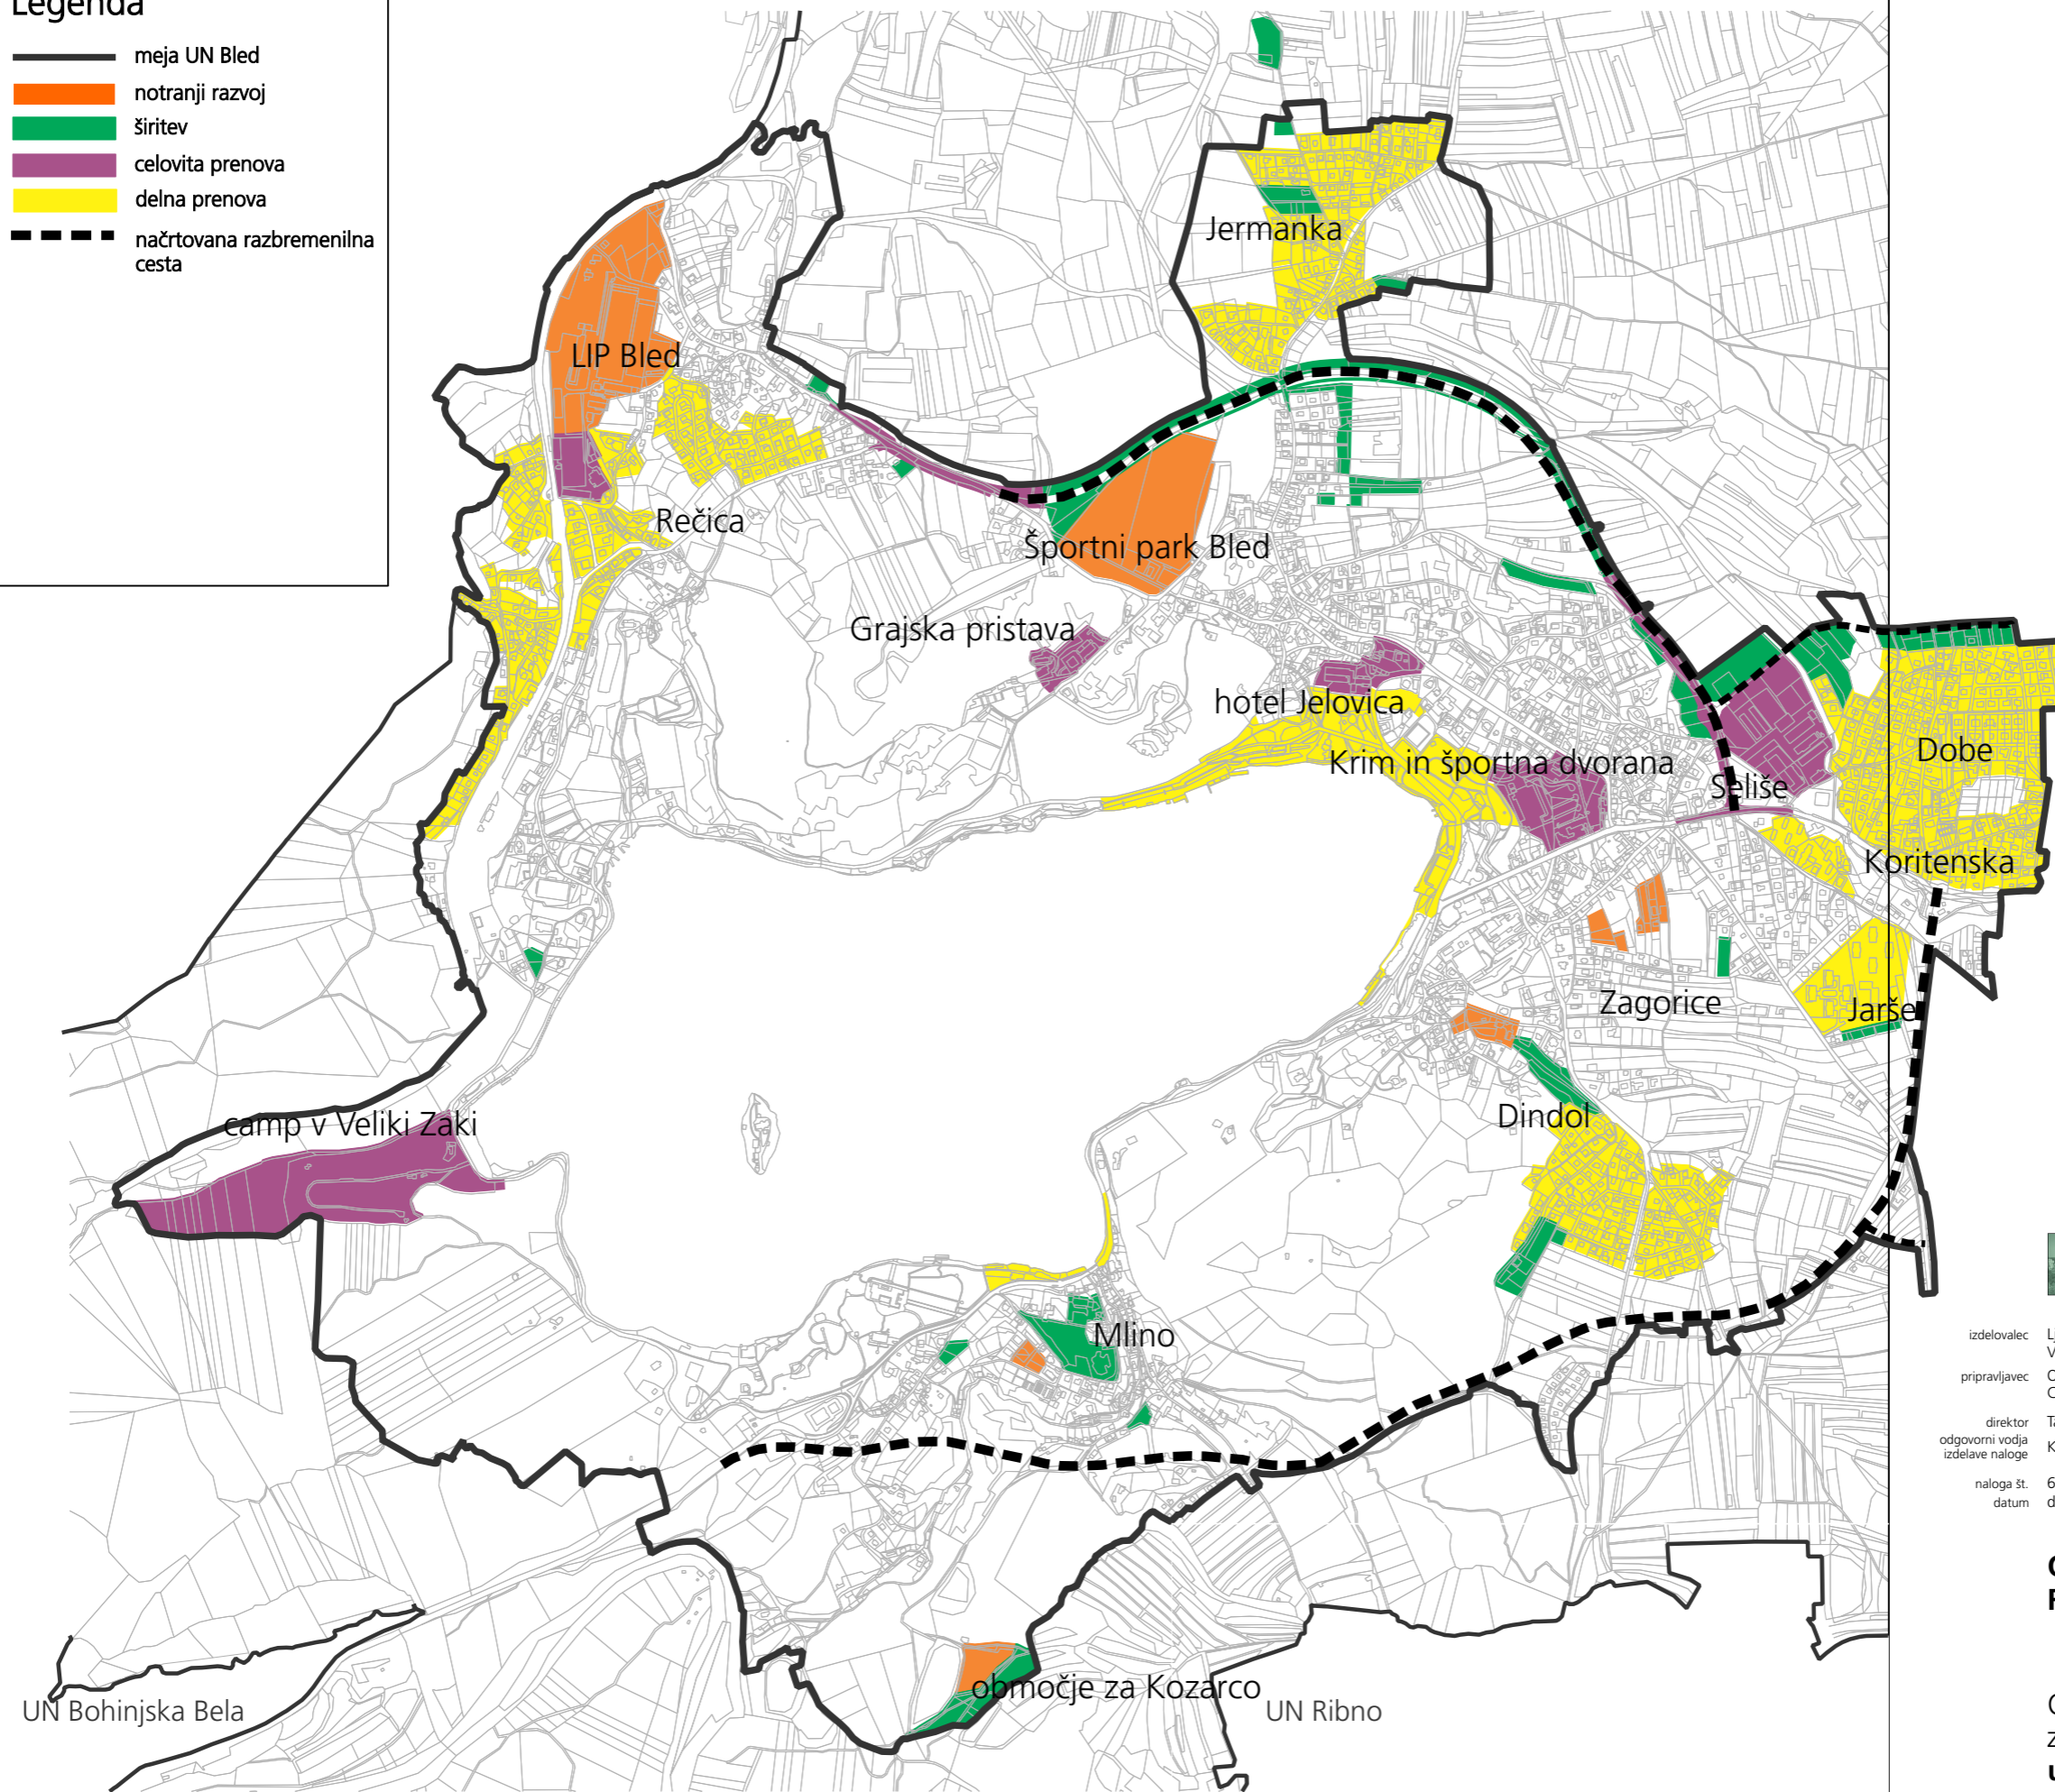 Legenda
meja UN Bled
notranji razvoj
širitev
celovita prenova
delna prenova
načrtovana razbremenilna
cesta
Jermanka
LIP Bled
Rečica
Športni park Bled
Grajska pristava
hotel Jelovica
Krim in športna dvorana
Seliše
Dobe
Koritenska
Zagorice
Jarše
Dindol
camp v Veliki Zaki
Mlino
območje za Kozarco
UN Bohinjska Bela
UN Ribno
izdelovalec
pripravljavec
direktor
odgovorni vodja
izdelave naloge
naloga št. 6
datum d